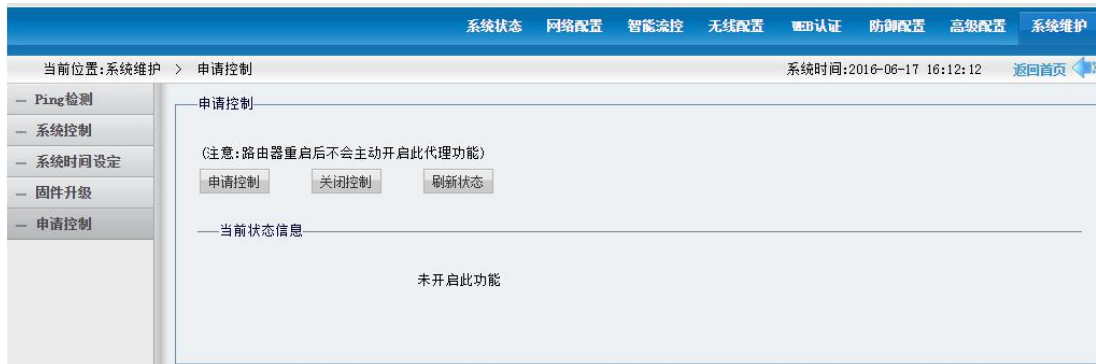 系统状态 网络配置 智能流控 无线配置 WEB认证 防御配置 高级配置 系统维护
当前位置:系统维护 > 申请控制 系统时间:2016-06-17 16:12:12 返回首页
Ping检测
系统控制
系统时间设定
固件升级
申请控制
申请控制
(注意:路由器重启后不会主动开启此代理功能)
申请控制 关闭控制 刷新状态
当前状态信息
未开启此功能